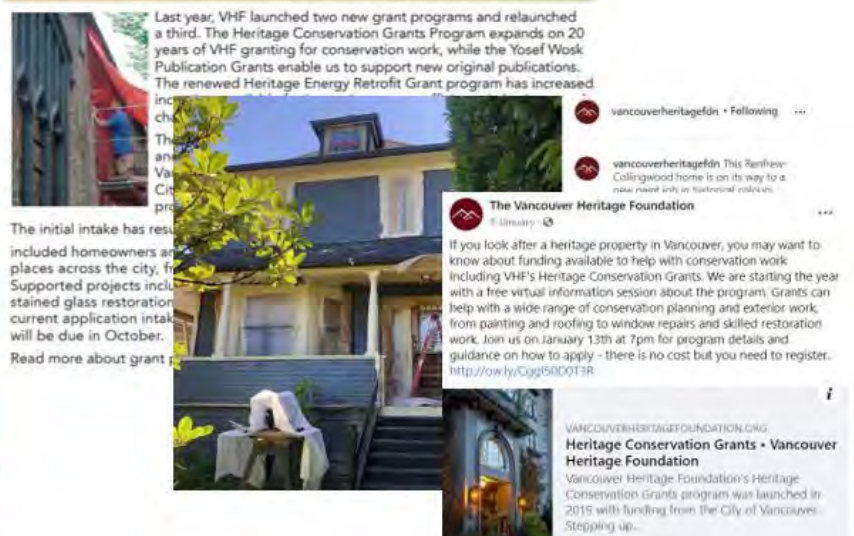 Last year, VHF launched two new grant programs and relaunched
a third. The Heritage Conservation Grants Program expands on 20
years of VHF granting for conservation work, while the Yosef Wosk
Publication Grants enable us to support new original publications.
The renewed Heritage Energy Retrofit Grant program has increased
The initial intake has
included homeowners
places across the city,
Supported projects
stained glass restoration
current application
will be due in October.
Read more about grant
vancouverheritagefdn • Following ...
vancouverheritagefdn This Renfrew-
Collingwood home is on its way to a
new paint job in historical colours
The Vancouver Heritage Foundation
5 January ·
...
If you look after a heritage property in Vancouver, you may want to
know about funding available to help with conservation work
including VHF's Heritage Conservation Grants. We are starting the year
with a free virtual information session about the program. Grants can
help with a wide range of conservation planning and exterior work,
from painting and roofing to window repairs and skilled restoration
work. Join us on January 13th at 7pm for program details and
guidance on how to apply - there is no cost but you need to register.
i
VANCOUVERHERITAGEFOUNDATION.ORG
Heritage Conservation Grants • Vancouver
Heritage Foundation
Vancouver Heritage Foundation's Heritage
Conservation Grants program was launched in
2019 with funding from the City of Vancouver.
Stepping up...